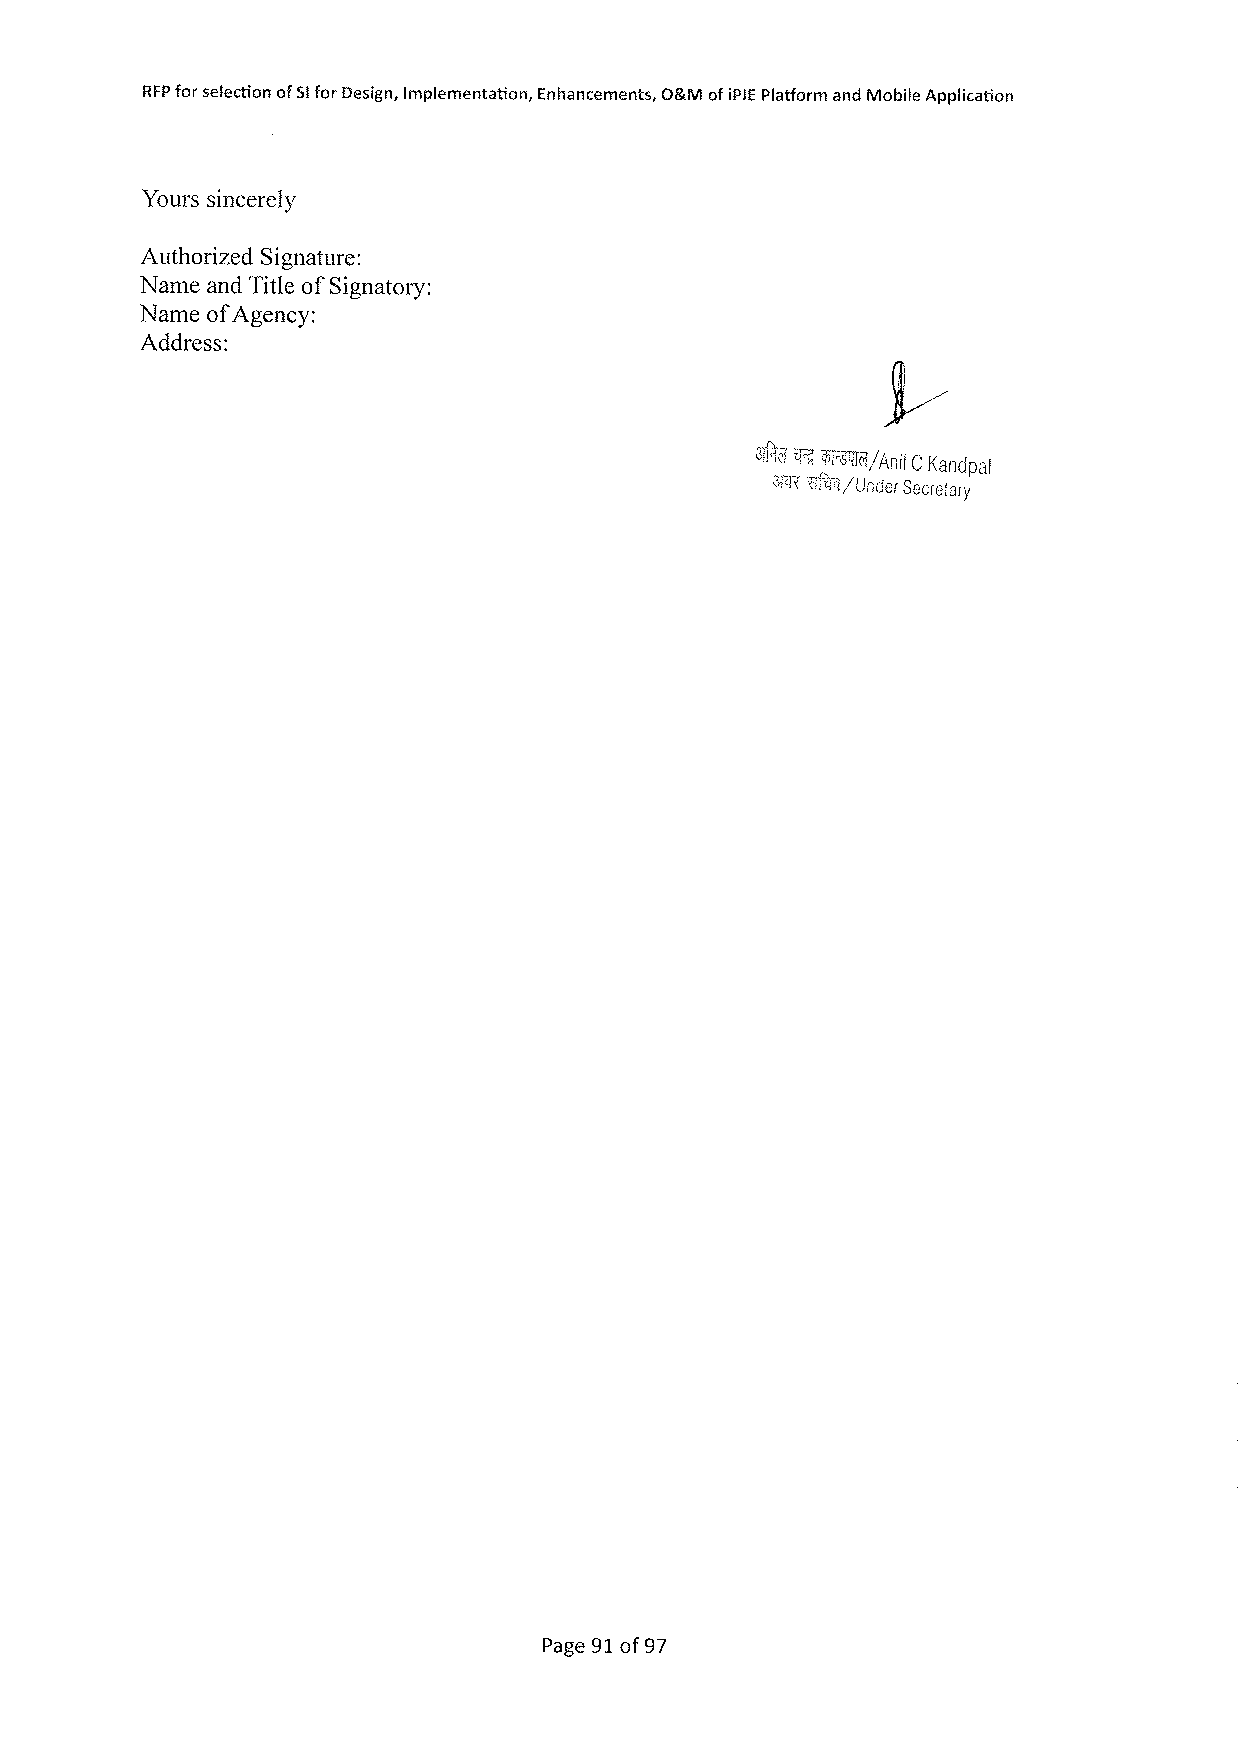 RFP for selection of SI for Design, Implementation, Enhancements, O&M of iPJE Platform and Mobile Application
Yours sincerely
Authorized Signature:
Name and Title of Signatory:
Name of Agency:
Address:
अनिल चन्द्र कान्डपाल/Anil C Kandpal
अवर सचिव/Under Secretary
Page 91 of 97